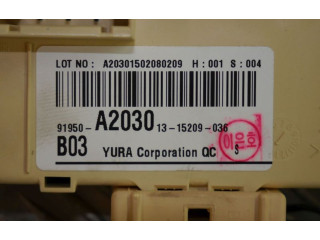 LOT NO : A20301502080209 H : 001 S : 004
91950- A2030 13-15209-036
B03 YURA Corporation QC S